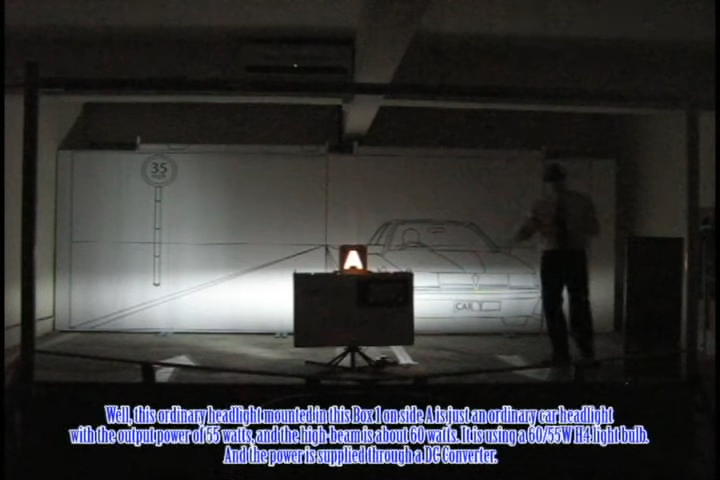 35
A
CAR
Well, this ordinary headlight mounted in this Box 1 on side A is just an ordinary car headlight
with the output power of 55 watts, and the high-beam is about 60 watts. It is using a 60/55W H4 light bulb.
And the power is supplied through a DC Converter.